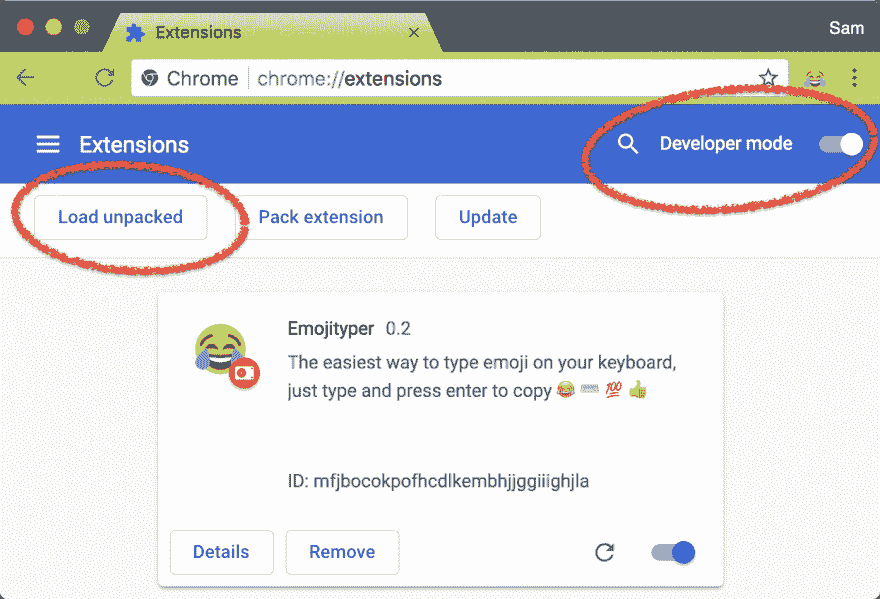 Extensions
Sam
Chrome chrome://extensions
Extensions
Developer mode
Load unpacked Pack extension Update
Emojityper 0.2
The easiest way to type emoji on your keyboard,
just type and press enter to copy 😂 ⌨️ 💯 👍
ID: mfjbocokpofhcdlkembhjjggiiighjla
Details Remove